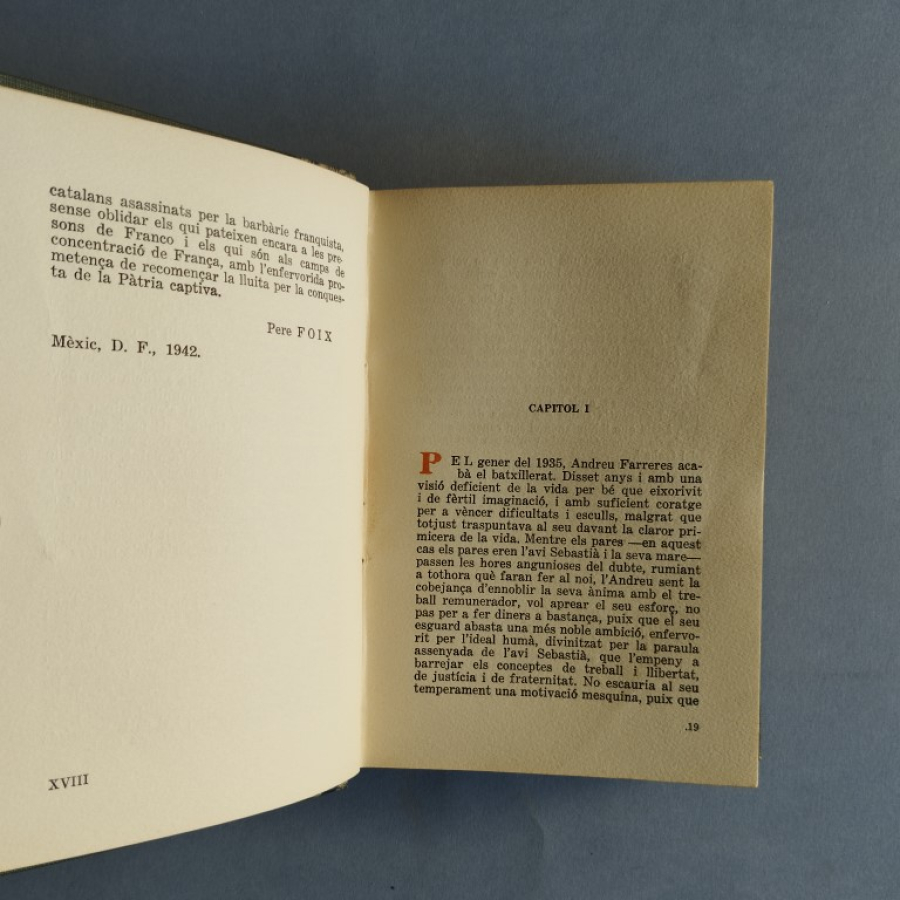 catalans asassinats per la barbàrie franquista,
sense oblidar els qui pateixen encara a les pre-
sons de Franco i els qui són als camps de
concentració de França, amb l'enfervorida pro-
metença de recomençar la lluita per la conques-
ta de la Pàtria captiva.
Pere FOIX
Mèxic, D. F., 1942.
XVIII
CAPITOL I
PEL gener del 1935, Andreu Farreres aca-
bà el batxillerat. Disset anys i amb una
visió deficient de la vida per bé que eixorivit
i de fèrtil imaginació, i amb suficient coratge
per a vèncer dificultats i esculls, malgrat que
totjust traspuntava al seu davant la claror pri-
micera de la vida. Mentre els pares —en aquest
cas els pares eren l'avi Sebastià i la seva mare—
passen les hores angunioses del dubte, rumiant
a tothora què faran fer al noi, l'Andreu sent la
cobejança d'ennoblir la seva ànima amb el tre-
ball remunerador, vol aprear el seu esforç, no
pas per a fer diners a bastança, puix que el seu
esguard abasta una més noble ambició, enfervo-
rit per l'ideal humà, divinitzat per la paraula
assenyada de l'avi Sebastià, que l'empeny a
barrejar els conceptes de treball i llibertat,
de justícia i de fraternitat. No escauria al seu
temperament una motivació mesquina, puix que
.19